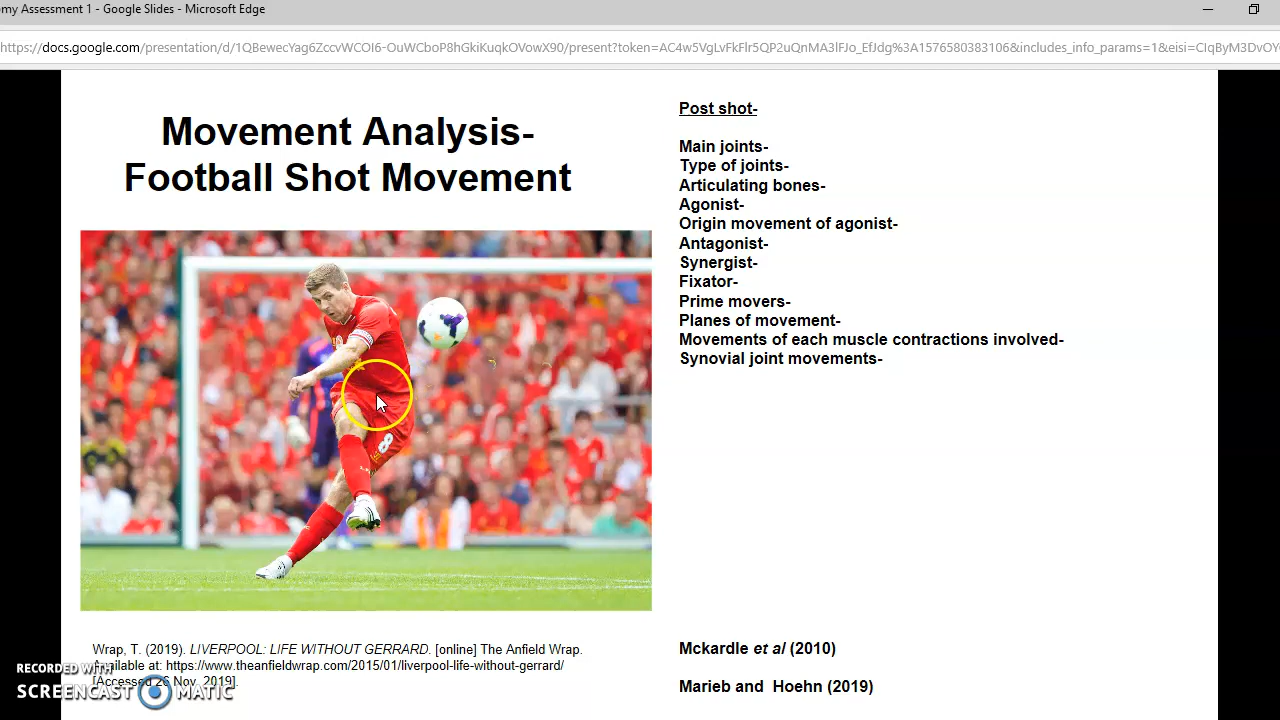 my Assessment 1 - Google Slides - Microsoft Edge
https://docs.google.com/presentation/d/1QBewecYag6ZccvWCOI6-OuWCboP8hGkiKuqkOVowX90/present?token=AC4w5VgLvFkFlr5QP2uQnMA3lFJo_EfJdg%3A1576580383106&includes_info_params=1&eisi=CIqByM3DvOY
Movement Analysis-
Football Shot Movement
8
Post shot-
Main joints-
Type of joints-
Articulating bones-
Agonist-
Origin movement of agonist-
Antagonist-
Synergist-
Fixator-
Prime movers-
Planes of movement-
Movements of each muscle contractions involved-
Synovial joint movements-
Wrap, T. (2019). LIVERPOOL: LIFE WITHOUT GERRARD. [online] The Anfield Wrap.
Available at: https://www.theanfieldwrap.com/2015/01/liverpool-life-without-gerrard/
[Accessed 26 Nov. 2019].
Mckardle et al (2010)
Marieb and Hoehn (2019)
RECORDED WITH
SCREENCAST MATIC